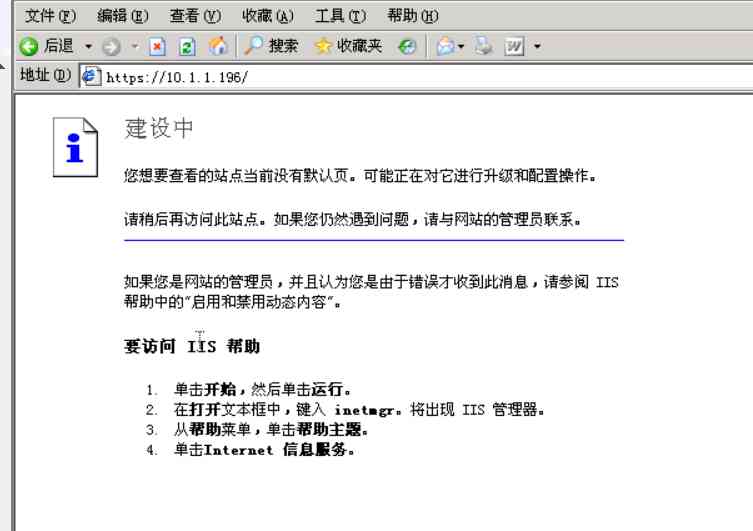 文件(F) 编辑(E) 查看(V) 收藏(A) 工具(T) 帮助(H)
后退 搜索 收藏夹
地址(D) https://10.1.1.196/
建设中
您想要查看的站点当前没有默认页。可能正在对它进行升级和配置操作。
请稍后再访问此站点。如果您仍然遇到问题，请与网站的管理员联系。
如果您是网站的管理员，并且认为您是由于错误才收到此消息，请参阅 IIS
帮助中的"启用和禁用动态内容"。
要访问 IIS 帮助
1. 单击开始，然后单击运行。
2. 在打开文本框中，键入 inetmgr。将出现 IIS 管理器。
3. 从帮助菜单，单击帮助主题。
4. 单击Internet 信息服务。